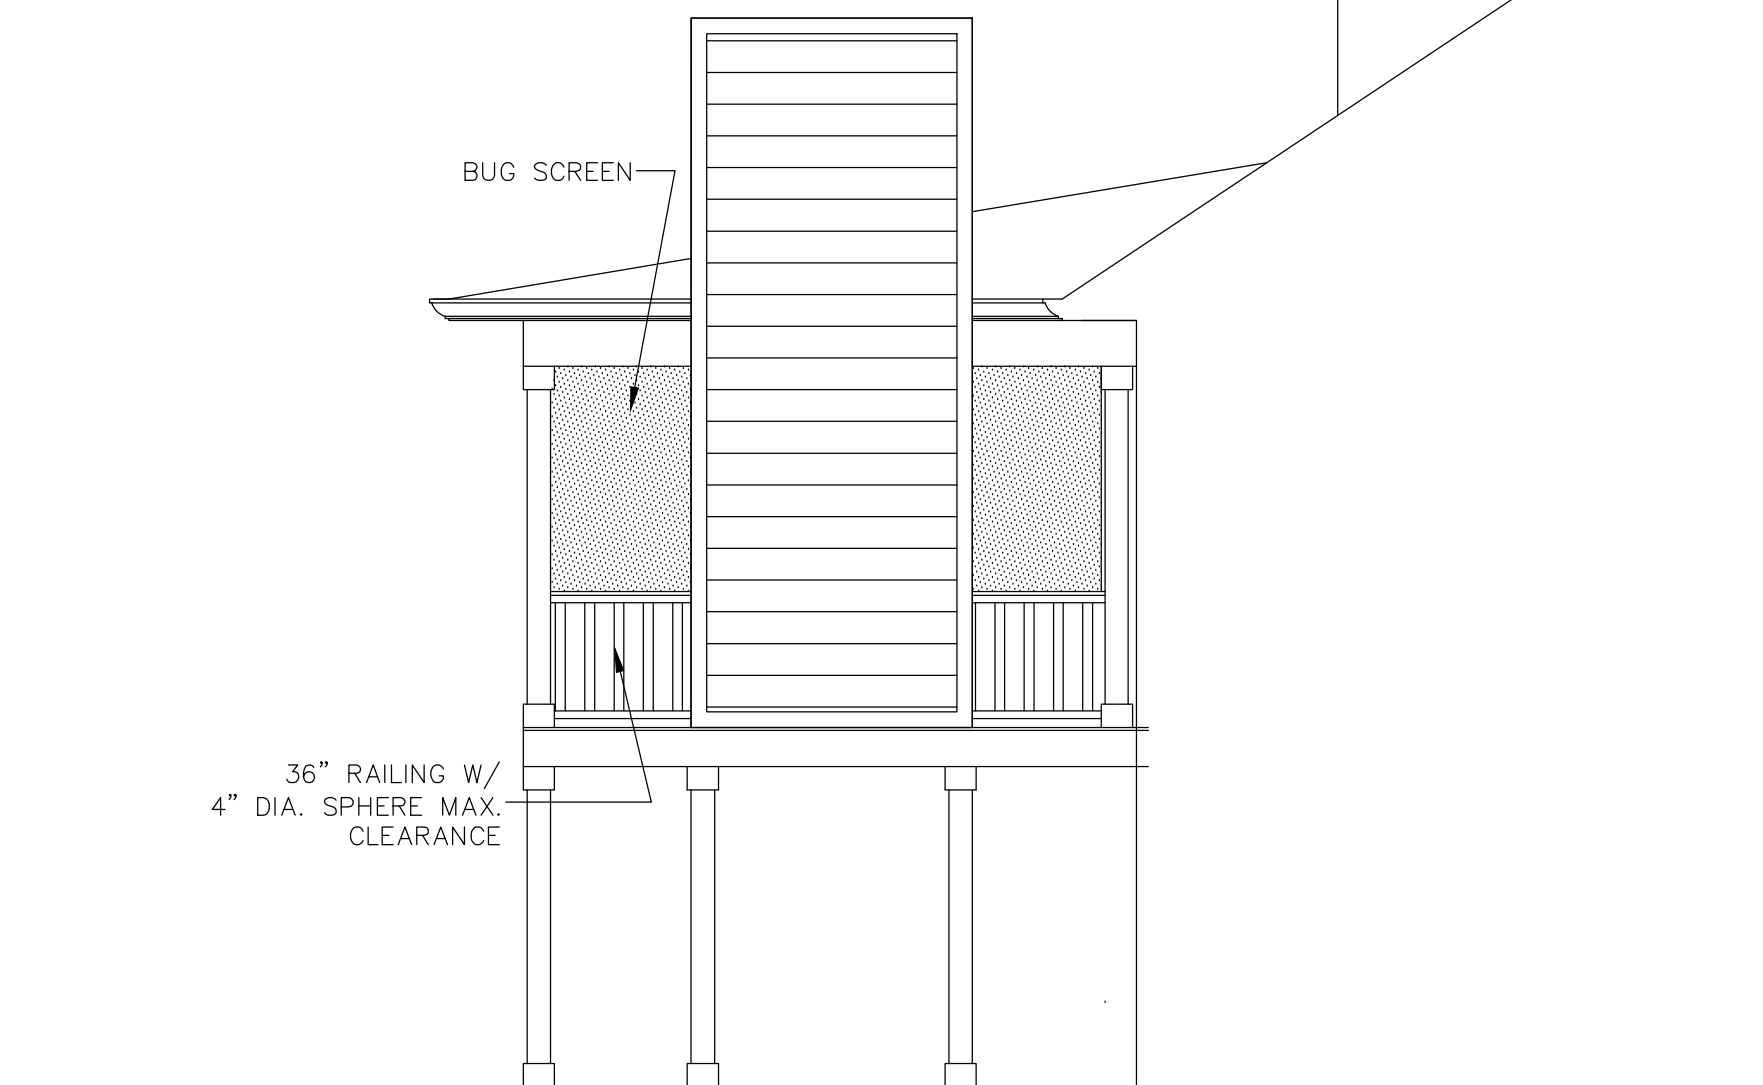 BUG SCREEN
36” RAILING W/
4” DIA. SPHERE MAX.
CLEARANCE